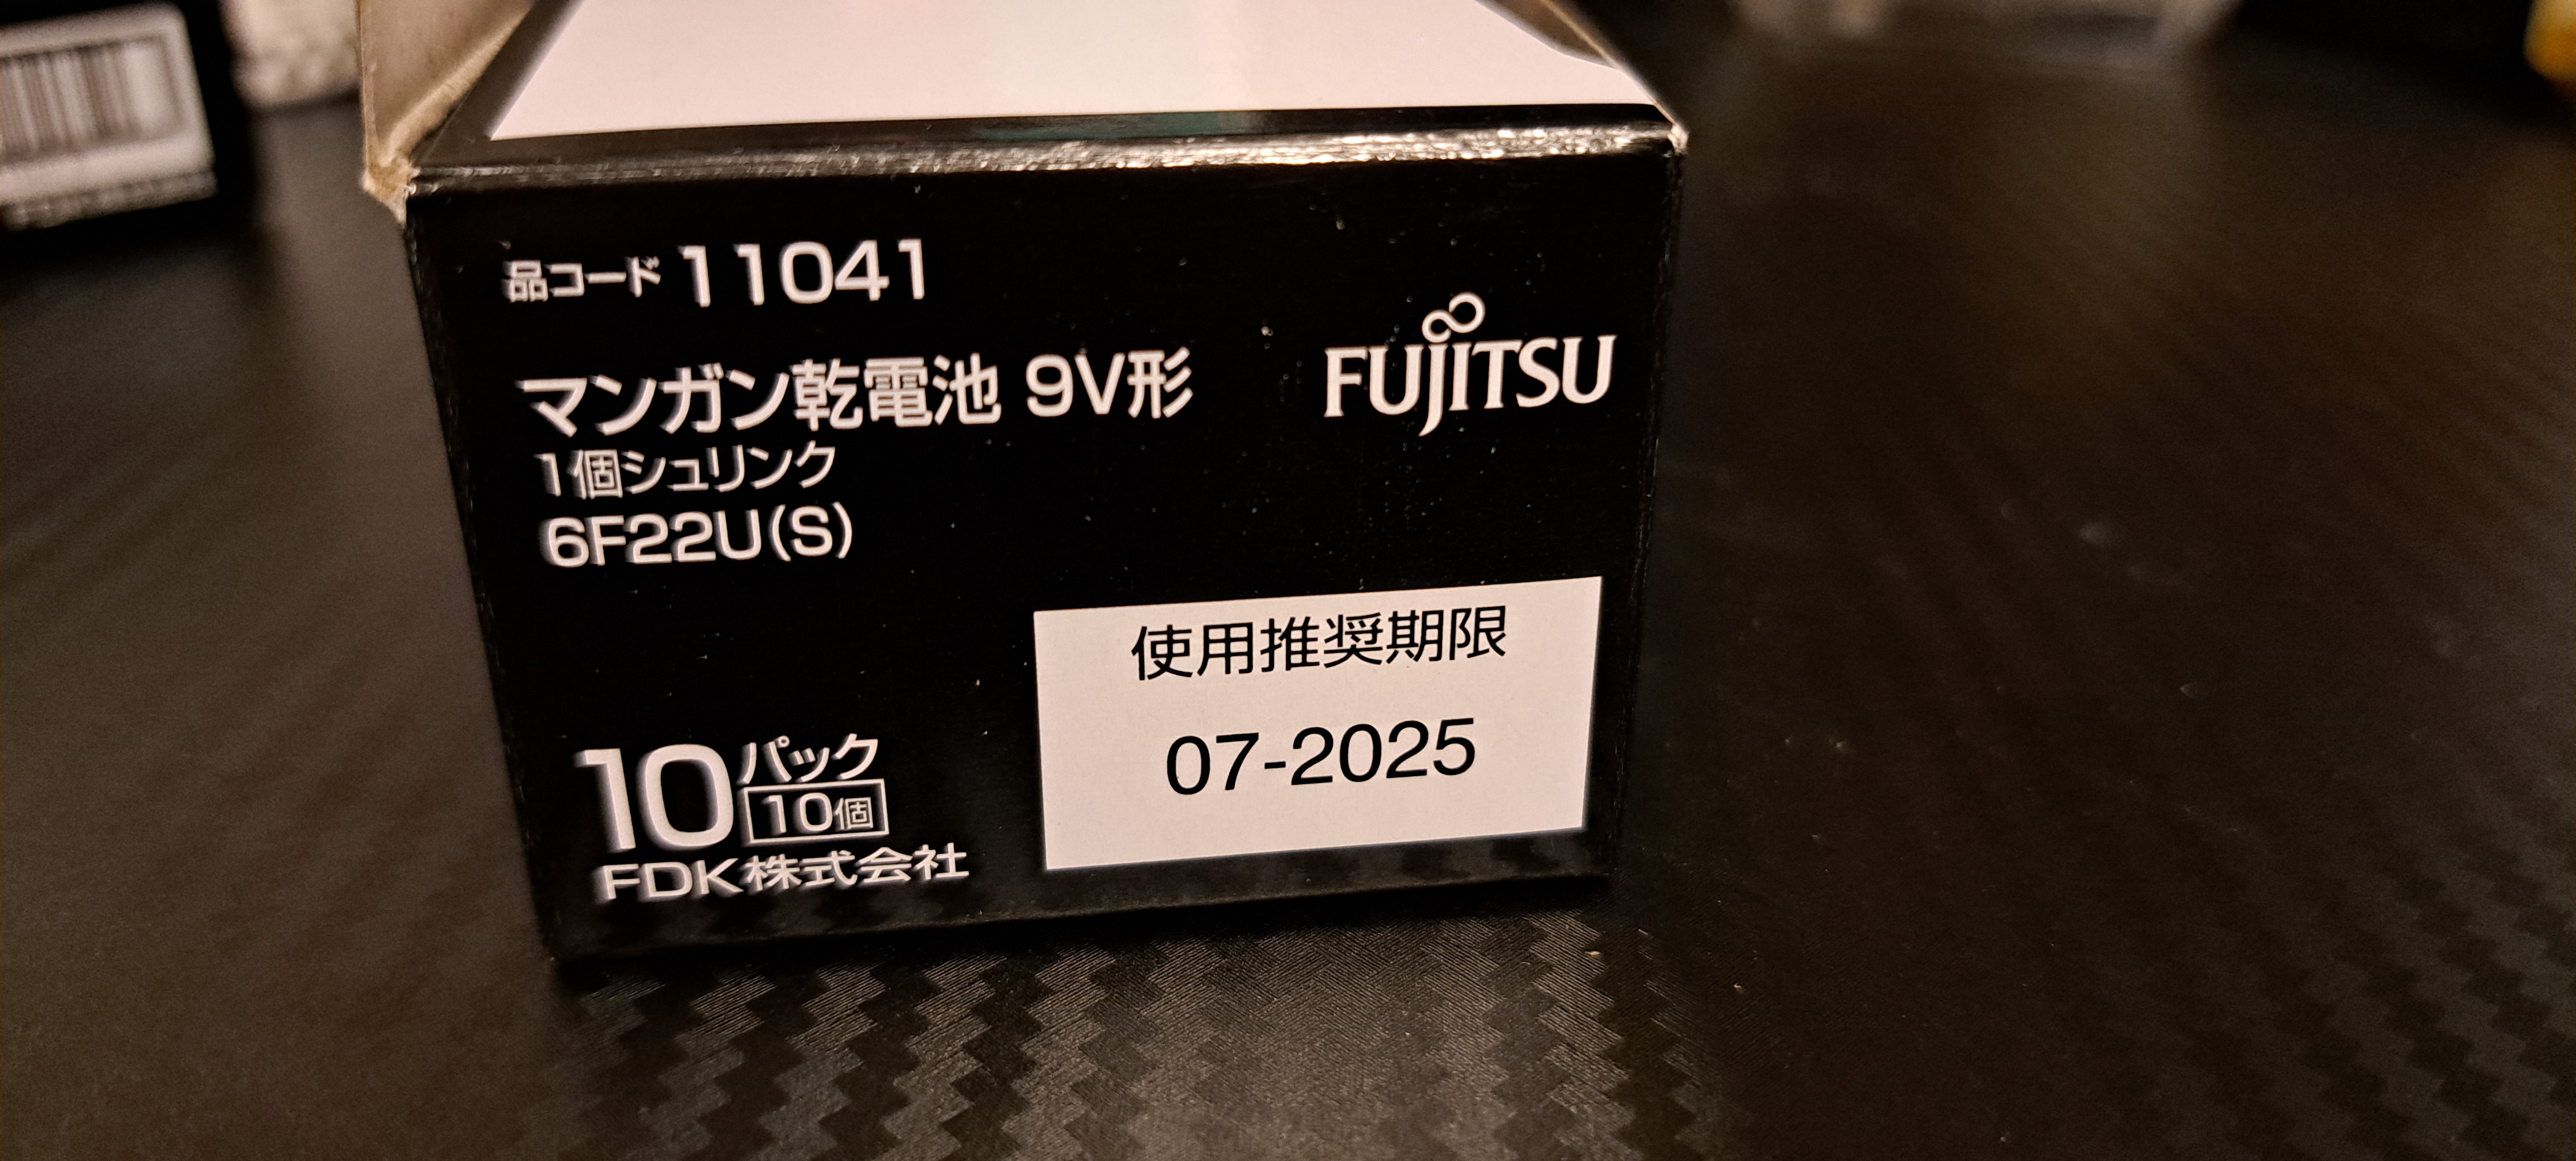 品コード 11041
マンガン乾電池 9V形
FUJITSU
1個シュリンク
6F22U(S)
使用推奨期限
07-2025
10パック
10個
FDK株式会社